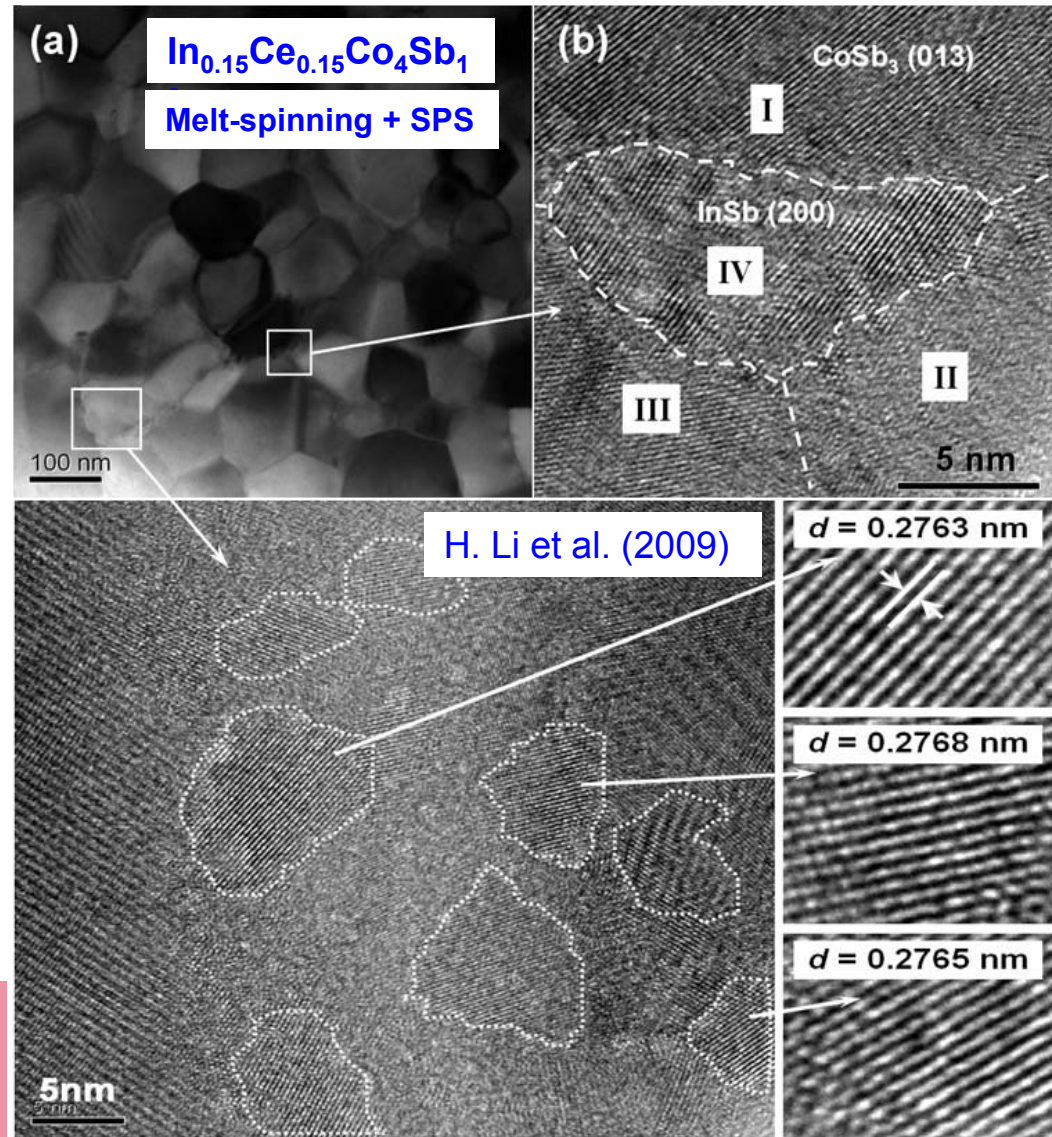 (a)
In0.15Ce0.15Co4Sb1
Melt-spinning + SPS
100 nm
(b)
CoSb3 (013)
I
InSb (200)
IV
II
III
5 nm
H. Li et al. (2009)
d = 0.2763 nm
d = 0.2768 nm
d = 0.2765 nm
5nm